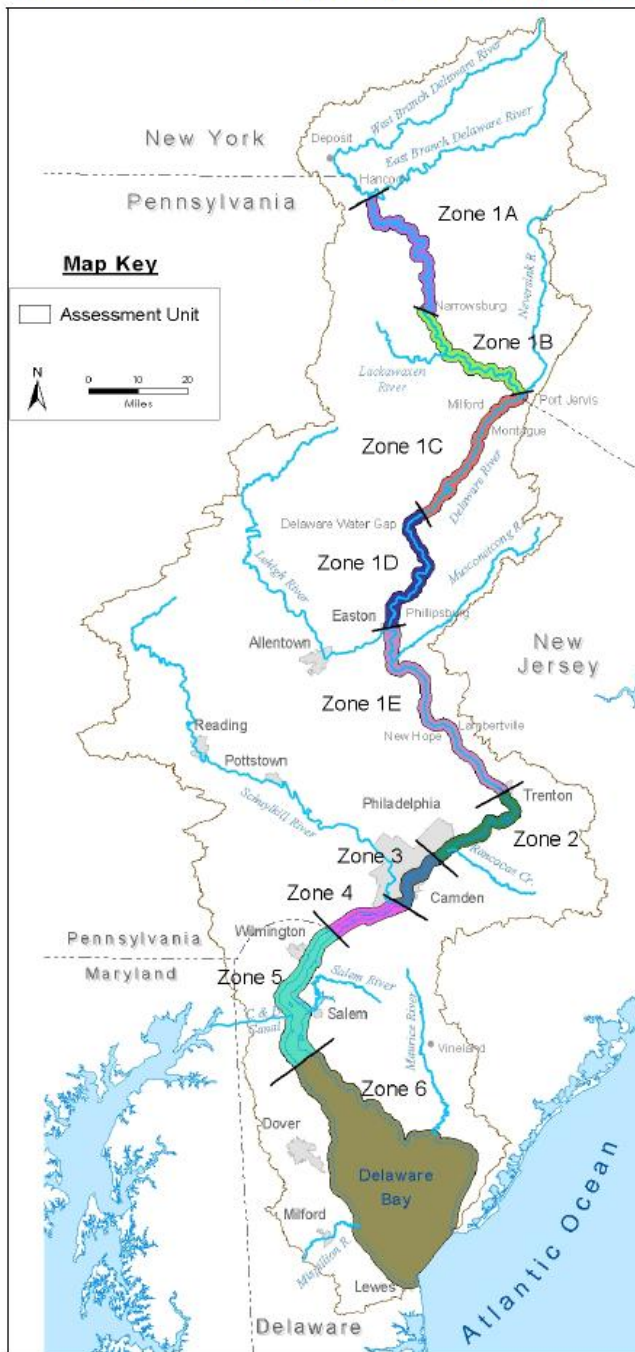 West Branch Delaware River
New York
Deposit
East Branch Delaware River
Hancock
Pennsylvania
Zone 1A
Map Key
Neversink R.
Assessment Unit
Narrowsburg
Zone 1B
N
0 10 20
Miles
Lackawaxen
River
Milford
Port Jervis
Montague
Zone 1C
Delaware River
Delaware Water Gap
Musconetcong R.
Lehigh River
Zone 1D
Easton
Phillipsburg
Allentown
New
Jersey
Zone 1E
Lambertville
New Hope
Reading
Pottstown
Trenton
Philadelphia
Schuylkill River
Zone 2
Zone 3
Rancocas Cr.
Camden
Zone 4
Wilmington
Pennsylvania
Maryland
Zone 5
Salem River
C & D
Canal
Salem
Maurice River
Vineland
Zone 6
Dover
Delaware
Bay
Milford
Mispillion R.
Lewes
Atlantic Ocean
Delaware